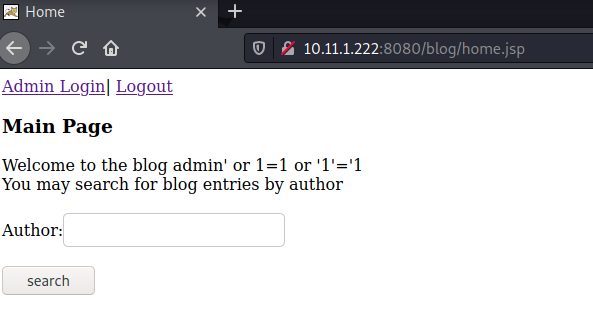 Home
10.11.1.222:8080/blog/home.jsp
Admin Login| Logout
Main Page
Welcome to the blog admin' or 1=1 or '1'='1
You may search for blog entries by author
Author:
search